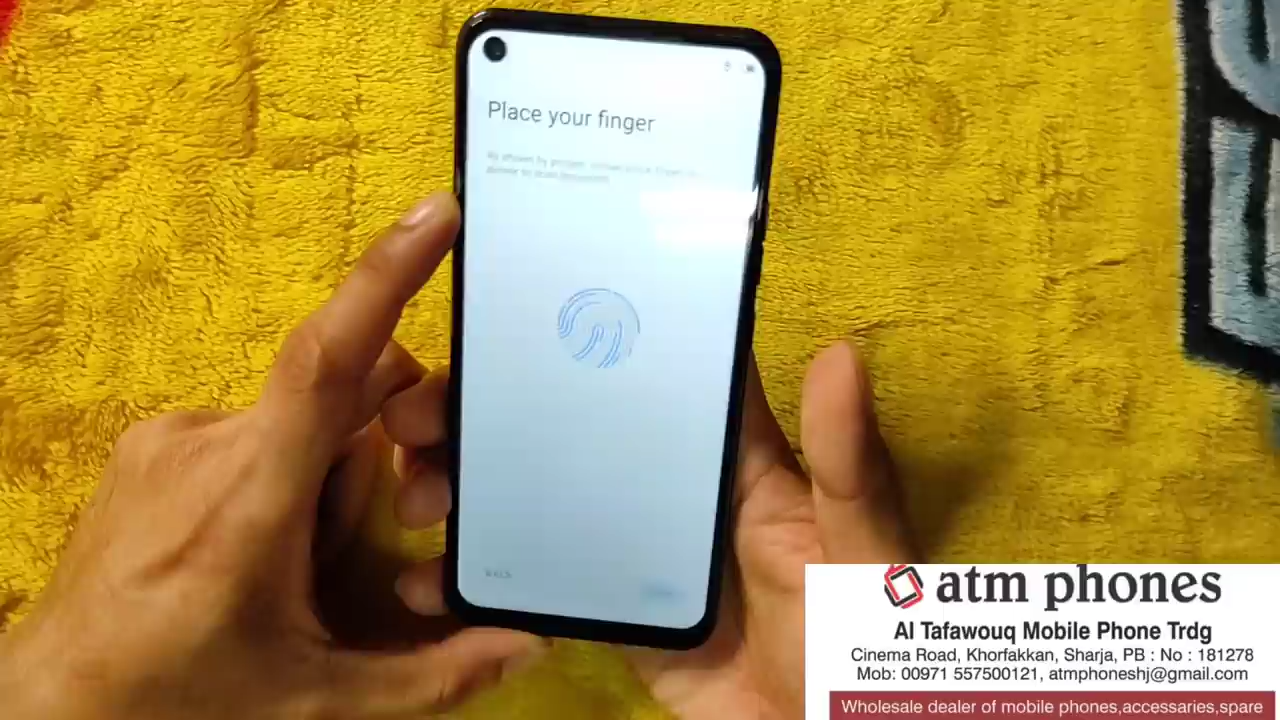 Place your finger
BACK
atm phones
Al Tafawouq Mobile Phone Trdg
Cinema Road, Khorfakkan, Sharja, PB : No : 181278
Mob: 00971 557500121, atmphoneshj@gmail.com
Wholesale dealer of mobile phones,accessaries,spare